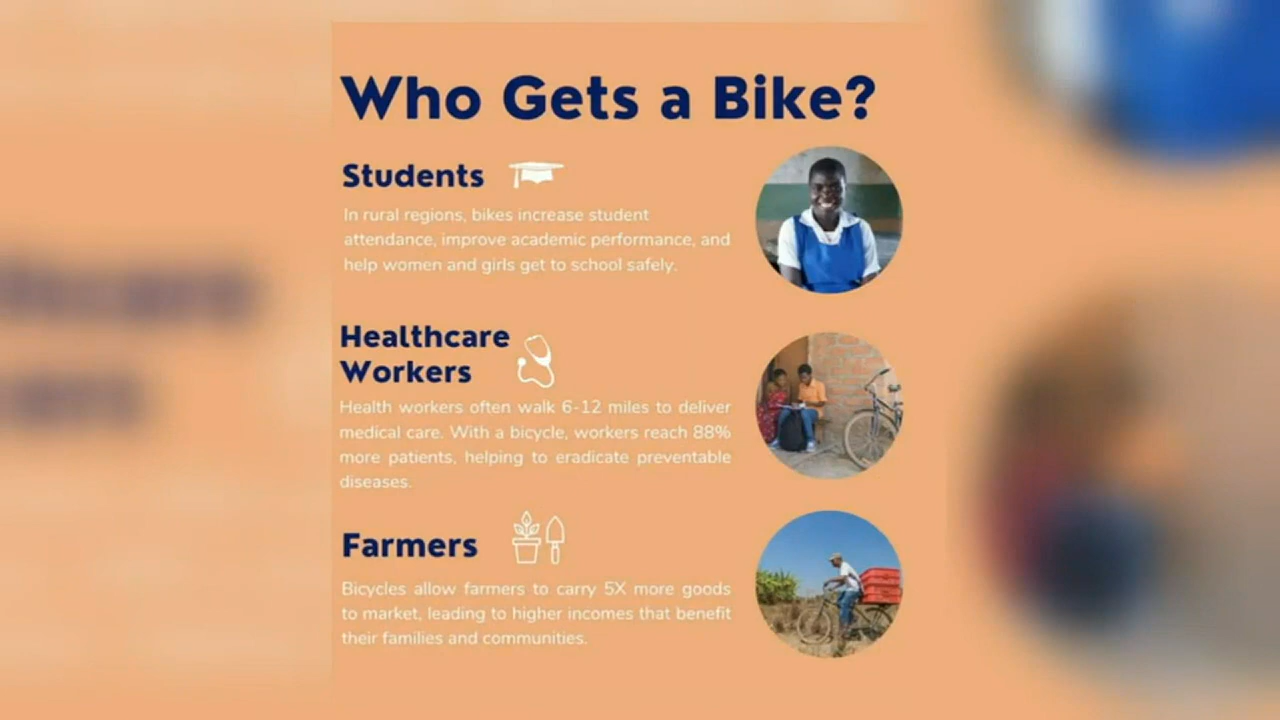 Who Gets a Bike?
Students
In rural regions, bikes increase student
attendance, improve academic performance, and
help women and girls get to school safely.
Healthcare
Workers
Health workers often walk 6-12 miles to deliver
medical care. With a bicycle, workers reach 88%
more patients, helping to eradicate preventable
diseases.
Farmers
Bicycles allow farmers to carry 5X more goods
to market, leading to higher incomes that benefit
their families and communities.